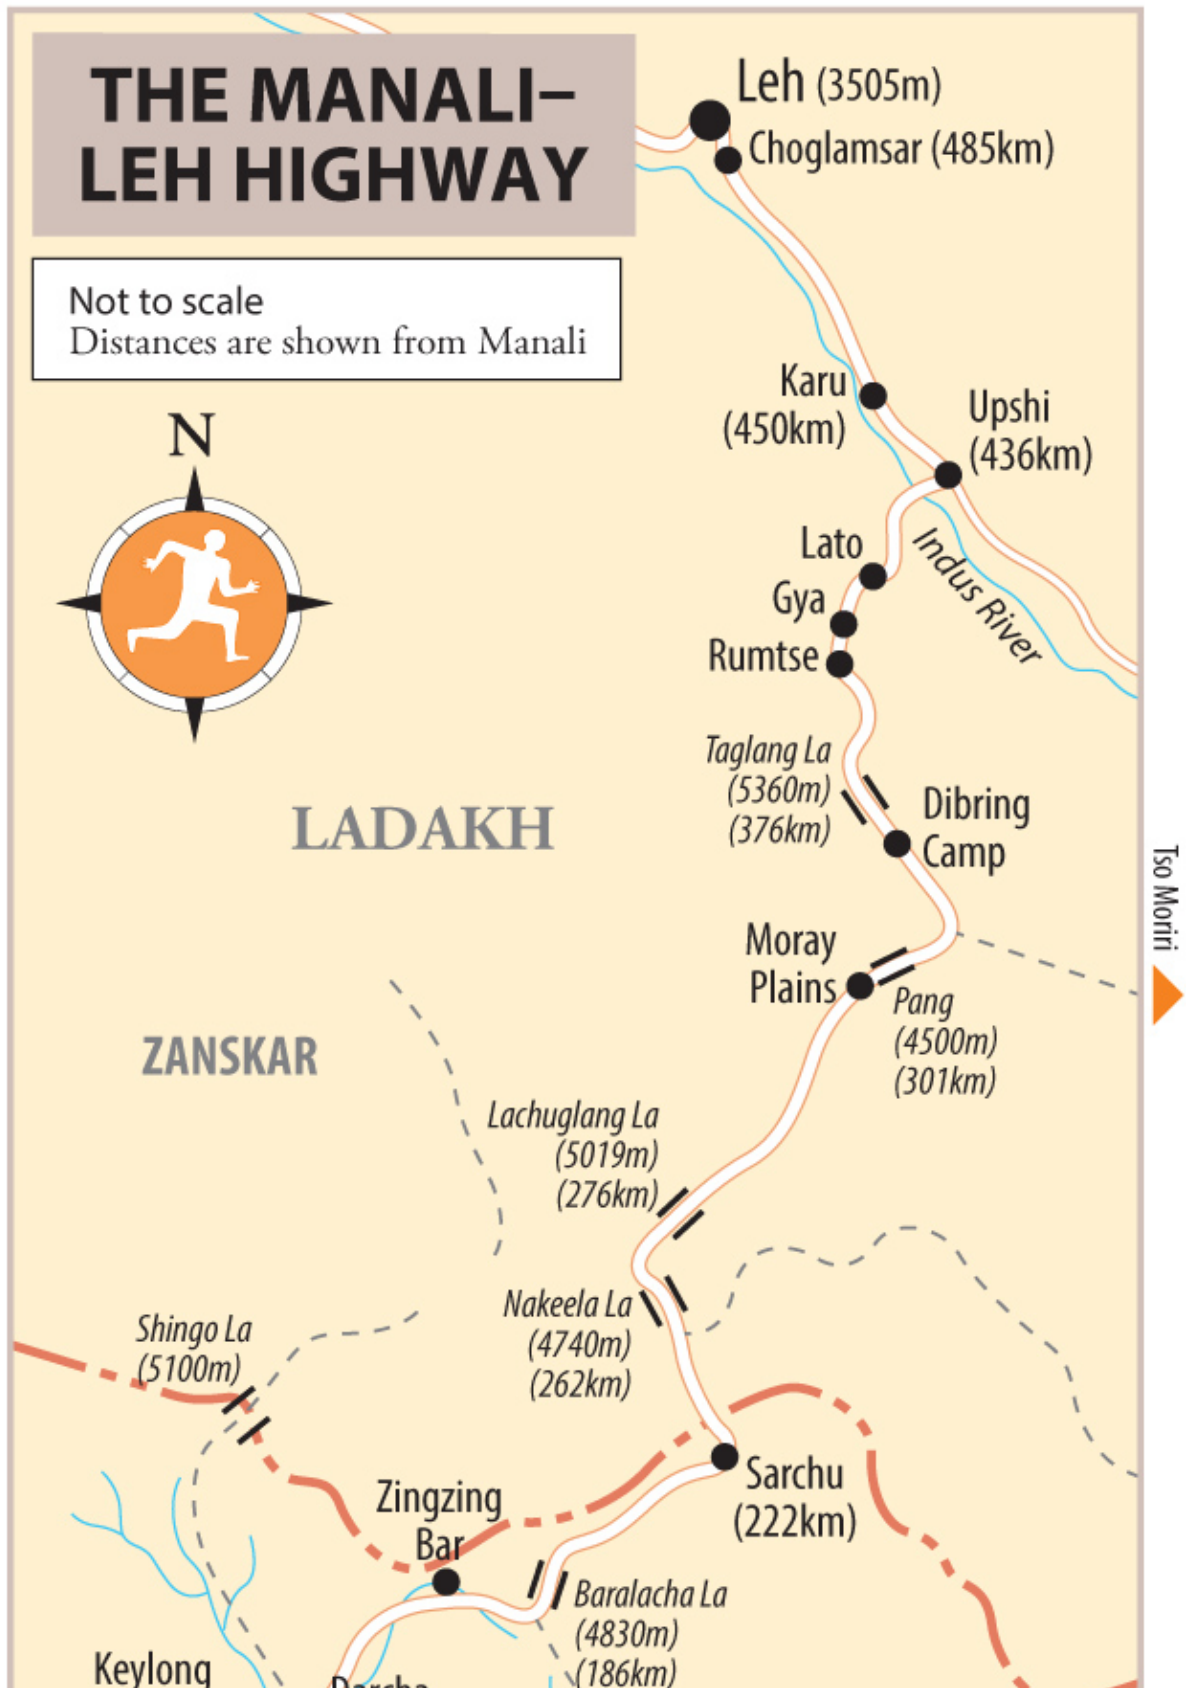 THE MANALI–
LEH HIGHWAY
Not to scale
Distances are shown from Manali
N
Leh (3505m)
Choglamsar (485km)
Karu
(450km)
Upshi
(436km)
Indus River
Lato
Gya
Rumtse
Taglang La
(5360m)
(376km)
Dibring
Camp
LADAKH
Tso Moriri
Moray
Plains
Pang
(4500m)
(301km)
ZANSKAR
Lachuglang La
(5019m)
(276km)
Nakeela La
(4740m)
(262km)
Shingo La
(5100m)
Sarchu
(222km)
Zingzing
Bar
Baralacha La
(4830m)
(186km)
Keylong